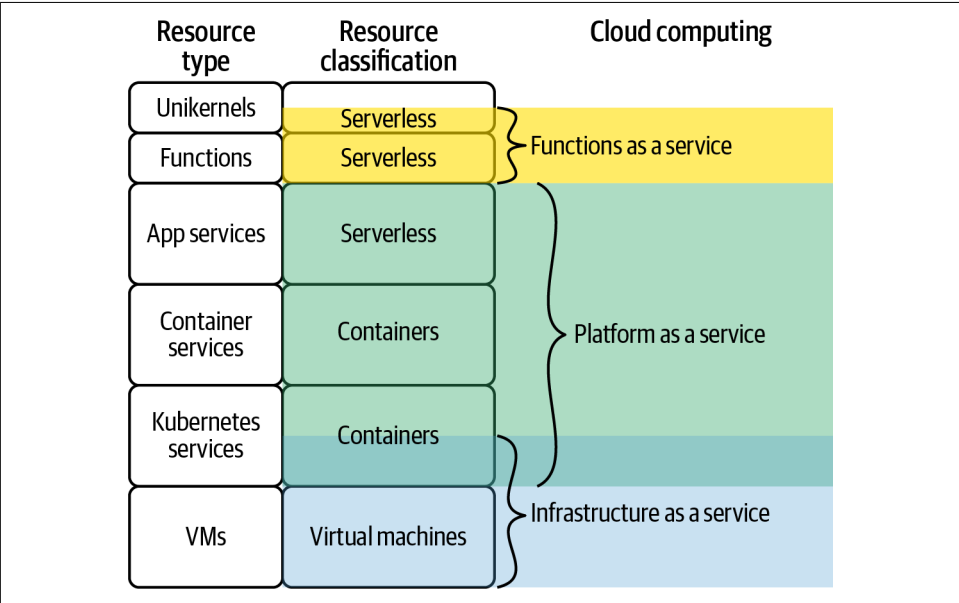 Resource
type
Resource
classification
Cloud computing
Unikernels
Serverless
Functions as a service
Functions
Serverless
App services
Serverless
Container
services
Containers
Platform as a service
Kubernetes
services
Containers
Infrastructure as a service
VMs
Virtual machines